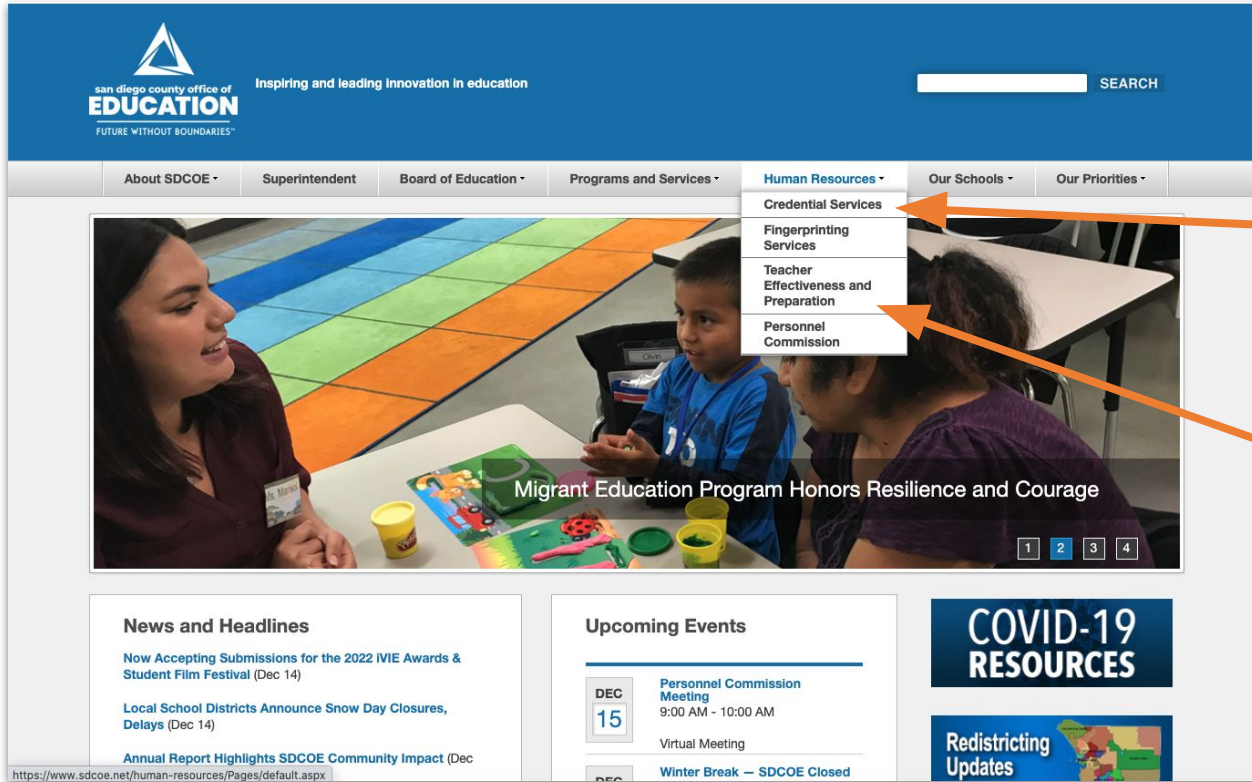 san diego county office of
EDUCATION
FUTURE WITHOUT BOUNDARIES℠
Inspiring and leading innovation in education
SEARCH
About SDCOE
Superintendent
Board of Education
Programs and Services
Human Resources
Our Schools
Our Priorities
Credential Services
Fingerprinting
Services
Teacher
Effectiveness and
Preparation
Personnel
Commission
Olvin
Migrant Education Program Honors Resilience and Courage
1 2 3 4
News and Headlines
Now Accepting Submissions for the 2022 iVIE Awards &
Student Film Festival (Dec 14)
Local School Districts Announce Snow Day Closures,
Delays (Dec 14)
Annual Report Highlights SDCOE Community Impact (Dec
Upcoming Events
DEC
15
Personnel Commission
Meeting
9:00 AM - 10:00 AM
Virtual Meeting
DEC
Winter Break — SDCOE Closed
COVID-19
RESOURCES
Redistricting
Updates
https://www.sdcoe.net/human-resources/Pages/default.aspx